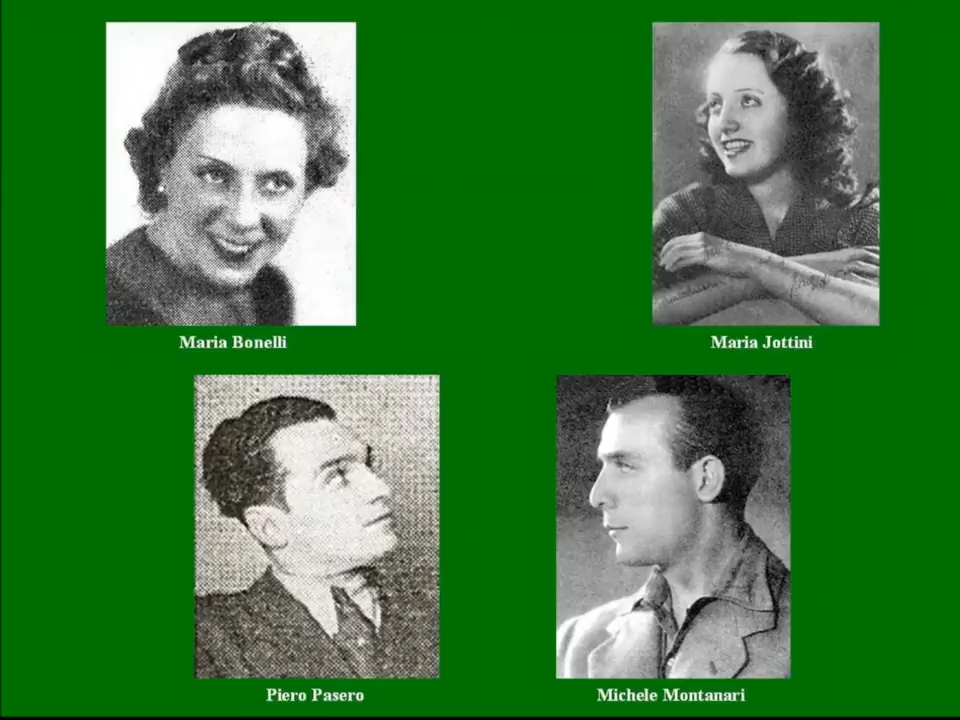 Maria Bonelli
Maria Jottini
Piero Pasero
Michele Montanari